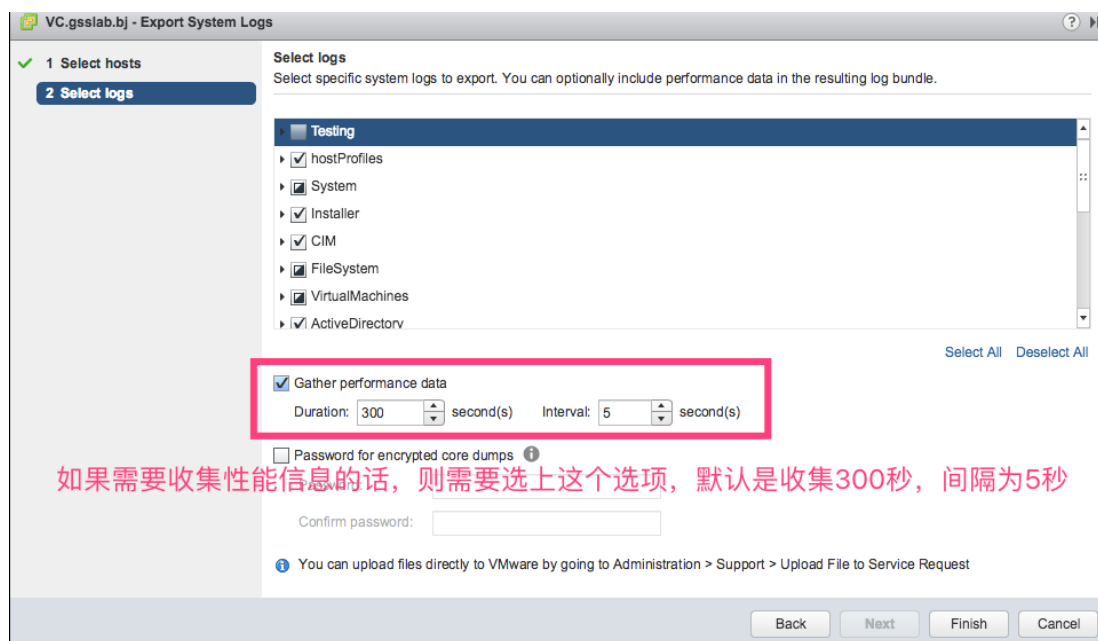 VC.gsslab.bj - Export System Logs
1 Select hosts
2 Select logs
Select logs
Select specific system logs to export. You can optionally include performance data in the resulting log bundle.
Testing
hostProfiles
System
Installer
CIM
FileSystem
VirtualMachines
ActiveDirectory
Select All Deselect All
Gather performance data
Duration: 300 second(s) Interval: 5 second(s)
Password for encrypted core dumps
如果需要收集性能信息的话，则需要选上这个选项，默认是收集300秒，间隔为5秒
Confirm password:
You can upload files directly to VMware by going to Administration > Support > Upload File to Service Request
Back Next Finish Cancel